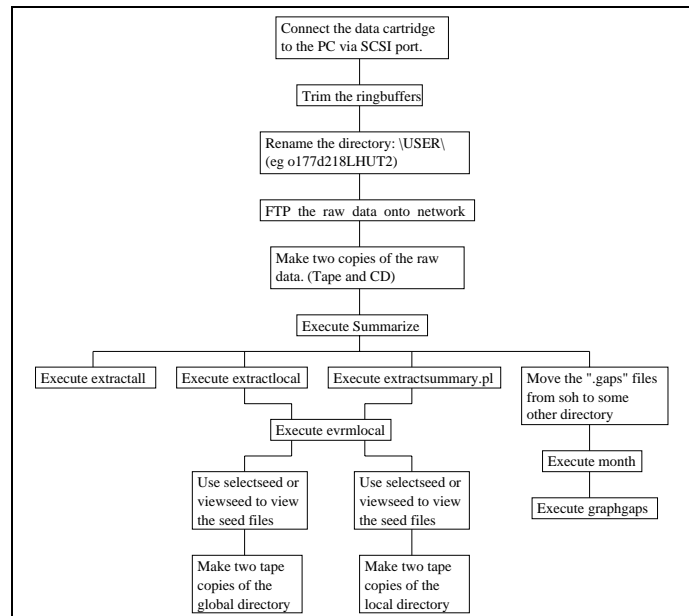 Connect the data cartridge
to the PC via SCSI port.
Trim the ringbuffers
Rename the directory: \USER\
(eg o177d218LHUT2)
FTP the raw data onto network
Make two copies of the raw
data. (Tape and CD)
Execute Summarize
Execute extractall
Execute extractlocal
Execute extractsummary.pl
Move the ".gaps" files
from soh to some
other directory
Execute evrmlocal
Execute month
Use selectseed or
viewseed to view
the seed files
Use selectseed or
viewseed to view
the seed files
Execute graphgaps
Make two tape
copies of the
global directory
Make two tape
copies of the
local directory